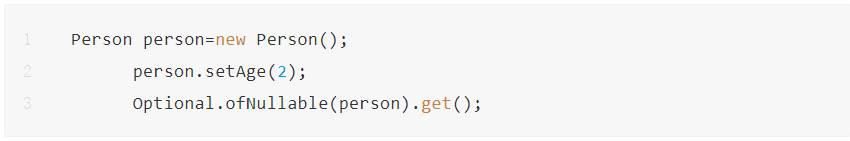 1 Person person=new Person();
2 person.setAge(2);
3 Optional.ofNullable(person).get();